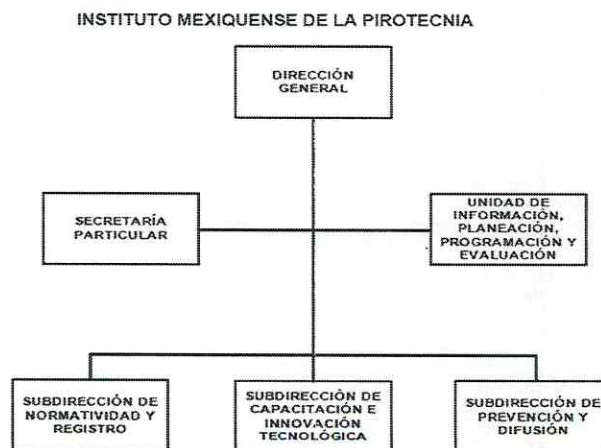 INSTITUTO MEXIQUENSE DE LA PIROTECNIA
DIRECCIÓN
GENERAL
SECRETARÍA
PARTICULAR
UNIDAD DE
INFORMACIÓN,
PLANEACIÓN,
PROGRAMACIÓN Y
EVALUACIÓN
SUBDIRECCIÓN DE
NORMATIVIDAD Y
REGISTRO
SUBDIRECCIÓN DE
CAPACITACIÓN E
INNOVACIÓN
TECNOLÓGICA
SUBDIRECCIÓN DE
PREVENCIÓN Y
DIFUSIÓN